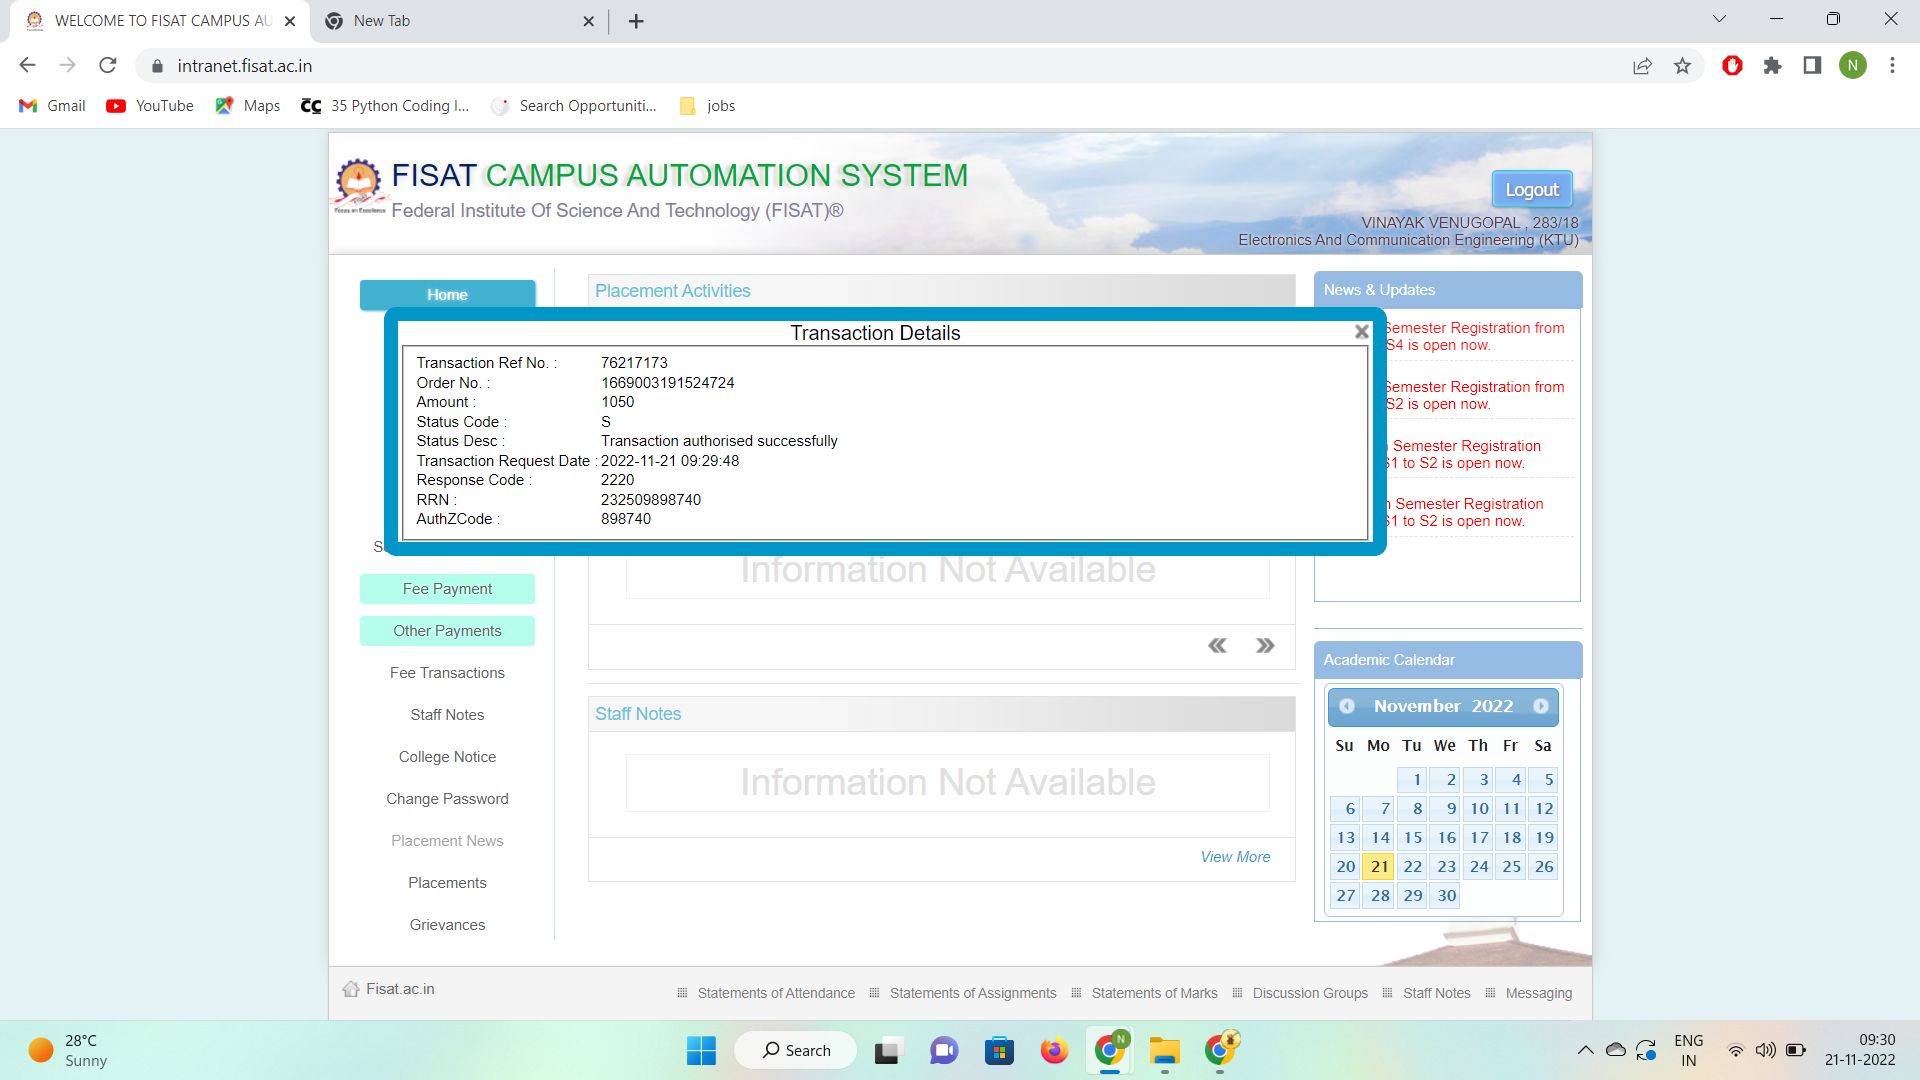 WELCOME TO FISAT CAMPUS AU
New Tab
intranet.fisat.ac.in
N
Gmail
YouTube
Maps
35 Python Coding I...
Search Opportuniti...
jobs
FISAT CAMPUS AUTOMATION SYSTEM
Federal Institute Of Science And Technology (FISAT)®
Focus on Excellence
Logout
VINAYAK VENUGOPAL , 283/18
Electronics And Communication Engineering (KTU)
Home
Placement Activities
News & Updates
Transaction Details
Transaction Ref No. : 76217173
Order No. : 1669003191524724
Amount : 1050
Status Code : S
Status Desc : Transaction authorised successfully
Transaction Request Date : 2022-11-21 09:29:48
Response Code : 2220
RRN : 232509898740
AuthZCode : 898740
Semester Registration from
S4 is open now.
Semester Registration from
S2 is open now.
Semester Registration
S1 to S2 is open now.
Semester Registration
S1 to S2 is open now.
Information Not Available
Fee Payment
Other Payments
Fee Transactions
Staff Notes
College Notice
Change Password
Placement News
Placements
Grievances
Staff Notes
Information Not Available
View More
Academic Calendar
November 2022
Su Mo Tu We Th Fr Sa
1 2 3 4 5
6 7 8 9 10 11 12
13 14 15 16 17 18 19
20 21 22 23 24 25 26
27 28 29 30
Fisat.ac.in
Statements of Attendance
Statements of Assignments
Statements of Marks
Discussion Groups
Staff Notes
Messaging
28°C
Sunny
Search
N
ENG
IN
09:30
21-11-2022